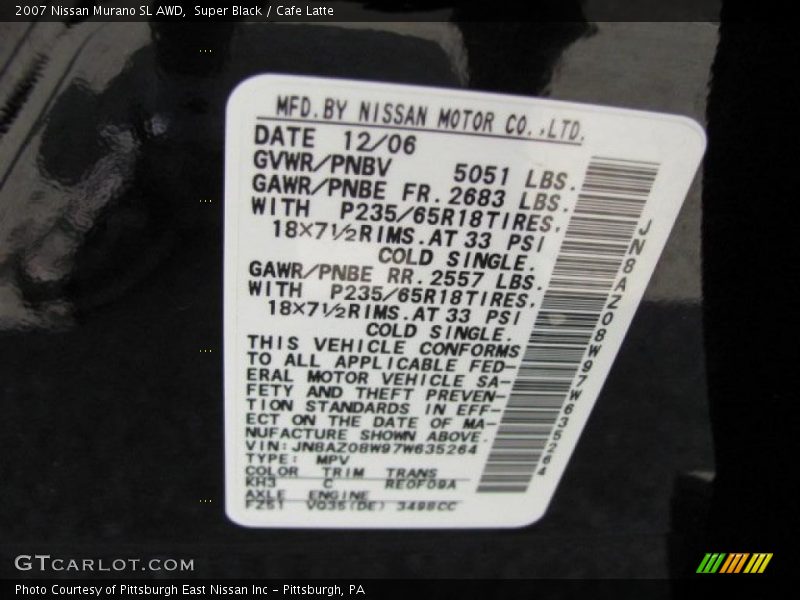 2007 Nissan Murano SL AWD,  Super Black / Cafe Latte
MFD.BY NISSAN MOTOR CO.,LTD.
DATE 12/06
GVWR/PNBV 5051 LBS.
GAWR/PNBE FR. 2683 LBS.
WITH P235/65R18TIRES.
18×7½RIMS.AT 33 PSI
COLD SINGLE.
GAWR/PNBE RR. 2557 LBS.
WITH P235/65R18TIRES.
18×7½RIMS.AT 33 PSI
COLD SINGLE.
THIS VEHICLE CONFORMS
TO ALL APPLICABLE FED-
ERAL MOTOR VEHICLE SA-
FETY AND THEFT PREVEN-
TION STANDARDS IN EFF-
ECT ON THE DATE OF MA-
NUFACTURE SHOWN ABOVE.
VIN:JN8AZ08W97W635264
TYPE: MPV
COLOR TRIM TRANS
KH3 C RE0F09A
AXLE ENGINE
FZ51 VQ35(DE) 3498CC
JN8AZ08W97W635264
GTCARLOT.COM
Photo Courtesy of Pittsburgh East Nissan Inc - Pittsburgh, PA